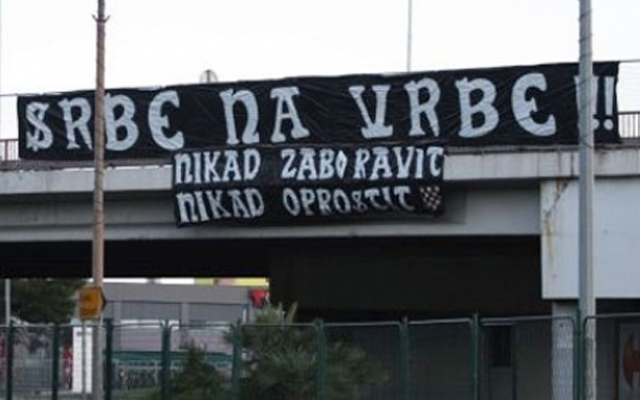 SRBE NA VRBE !!
NIKAD ZABORAVIT
NIKAD OPROSTIT